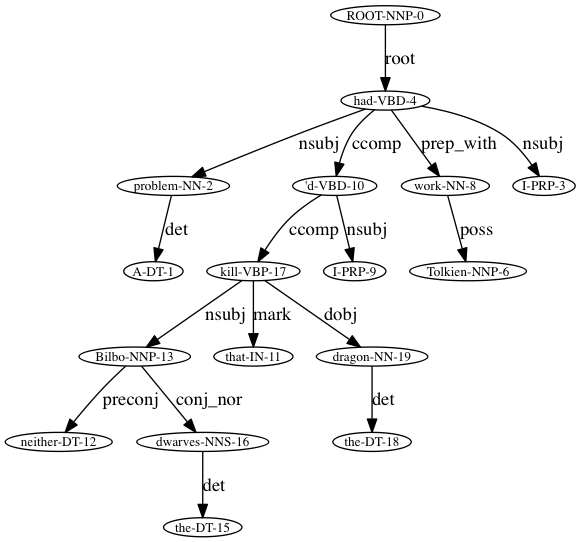 ROOT-NNP-0
root
had-VBD-4
nsubj ccomp prep_with nsubj
problem-NN-2 'd-VBD-10 work-NN-8 I-PRP-3
det ccomp nsubj poss
A-DT-1 kill-VBP-17 I-PRP-9 Tolkien-NNP-6
nsubj mark dobj
Bilbo-NNP-13 that-IN-11 dragon-NN-19
preconj conj_nor det
neither-DT-12 dwarves-NNS-16 the-DT-18
det
the-DT-15